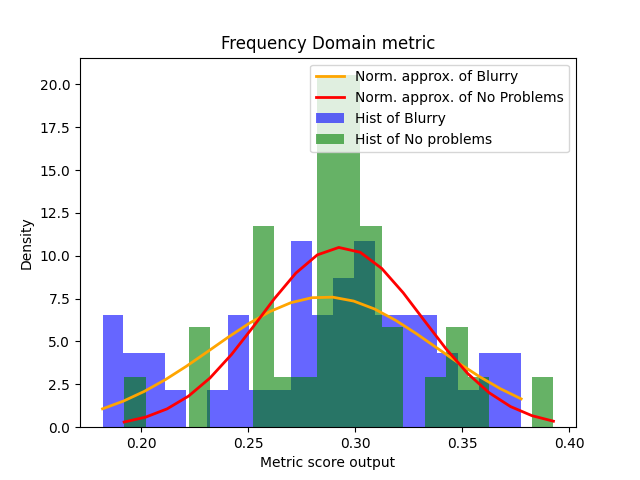 Frequency Domain metric
Norm. approx. of Blurry
Norm. approx. of No Problems
Hist of Blurry
Hist of No problems
Density
20.0
17.5
15.0
12.5
10.0
7.5
5.0
2.5
0.0
0.20 0.25 0.30 0.35 0.40
Metric score output